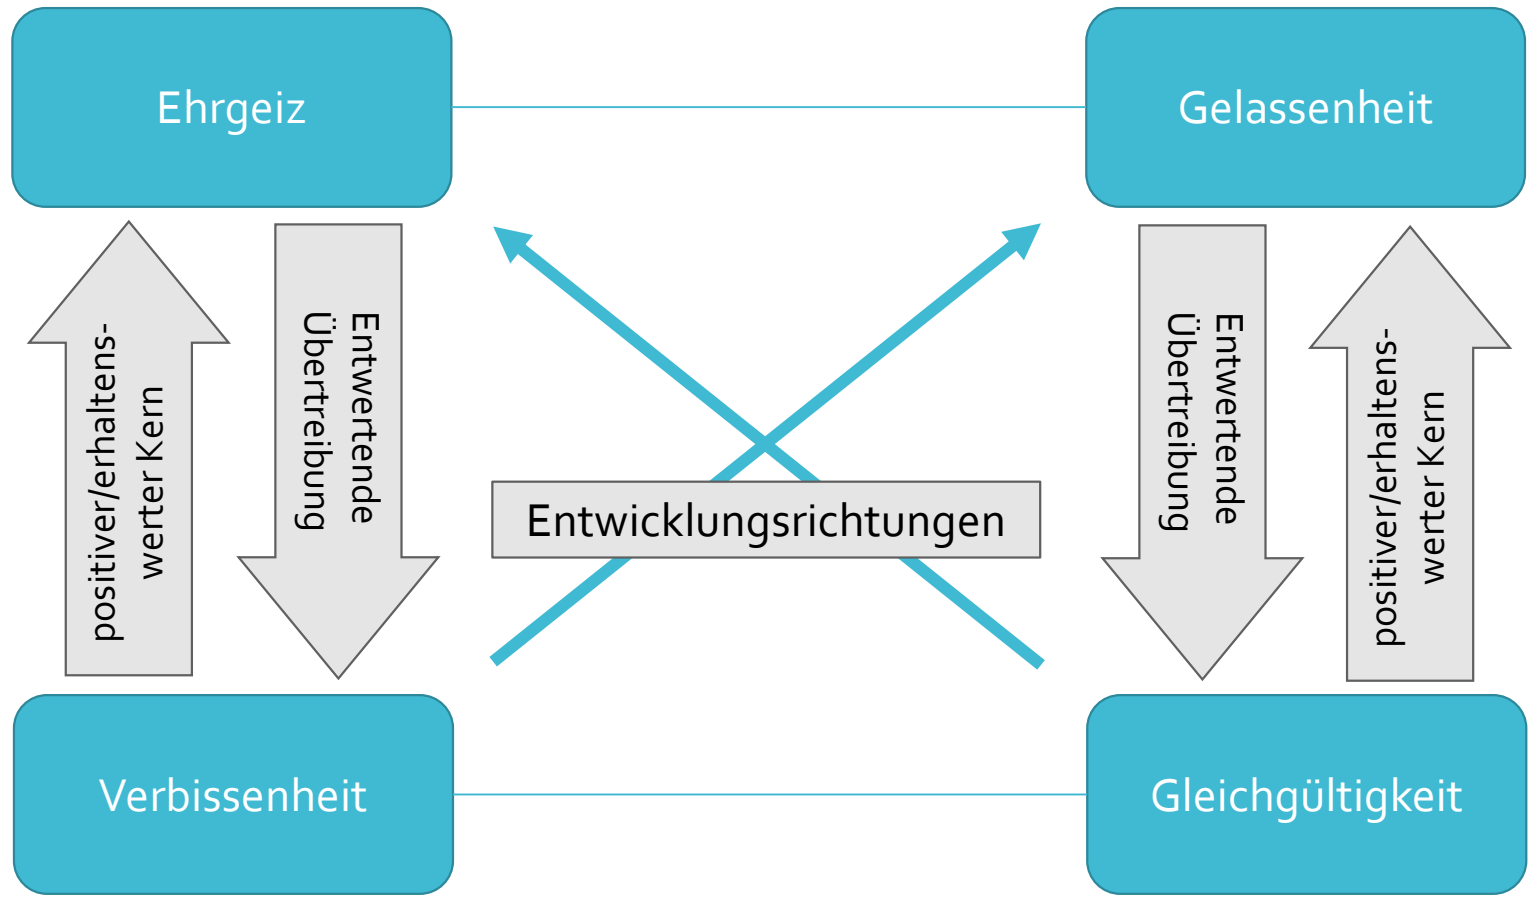 Ehrgeiz
Gelassenheit
positiver/erhaltens-
werter Kern
Entwertende
Übertreibung
Entwicklungsrichtungen
Entwertende
Übertreibung
positiver/erhaltens-
werter Kern
Verbissenheit
Gleichgültigkeit